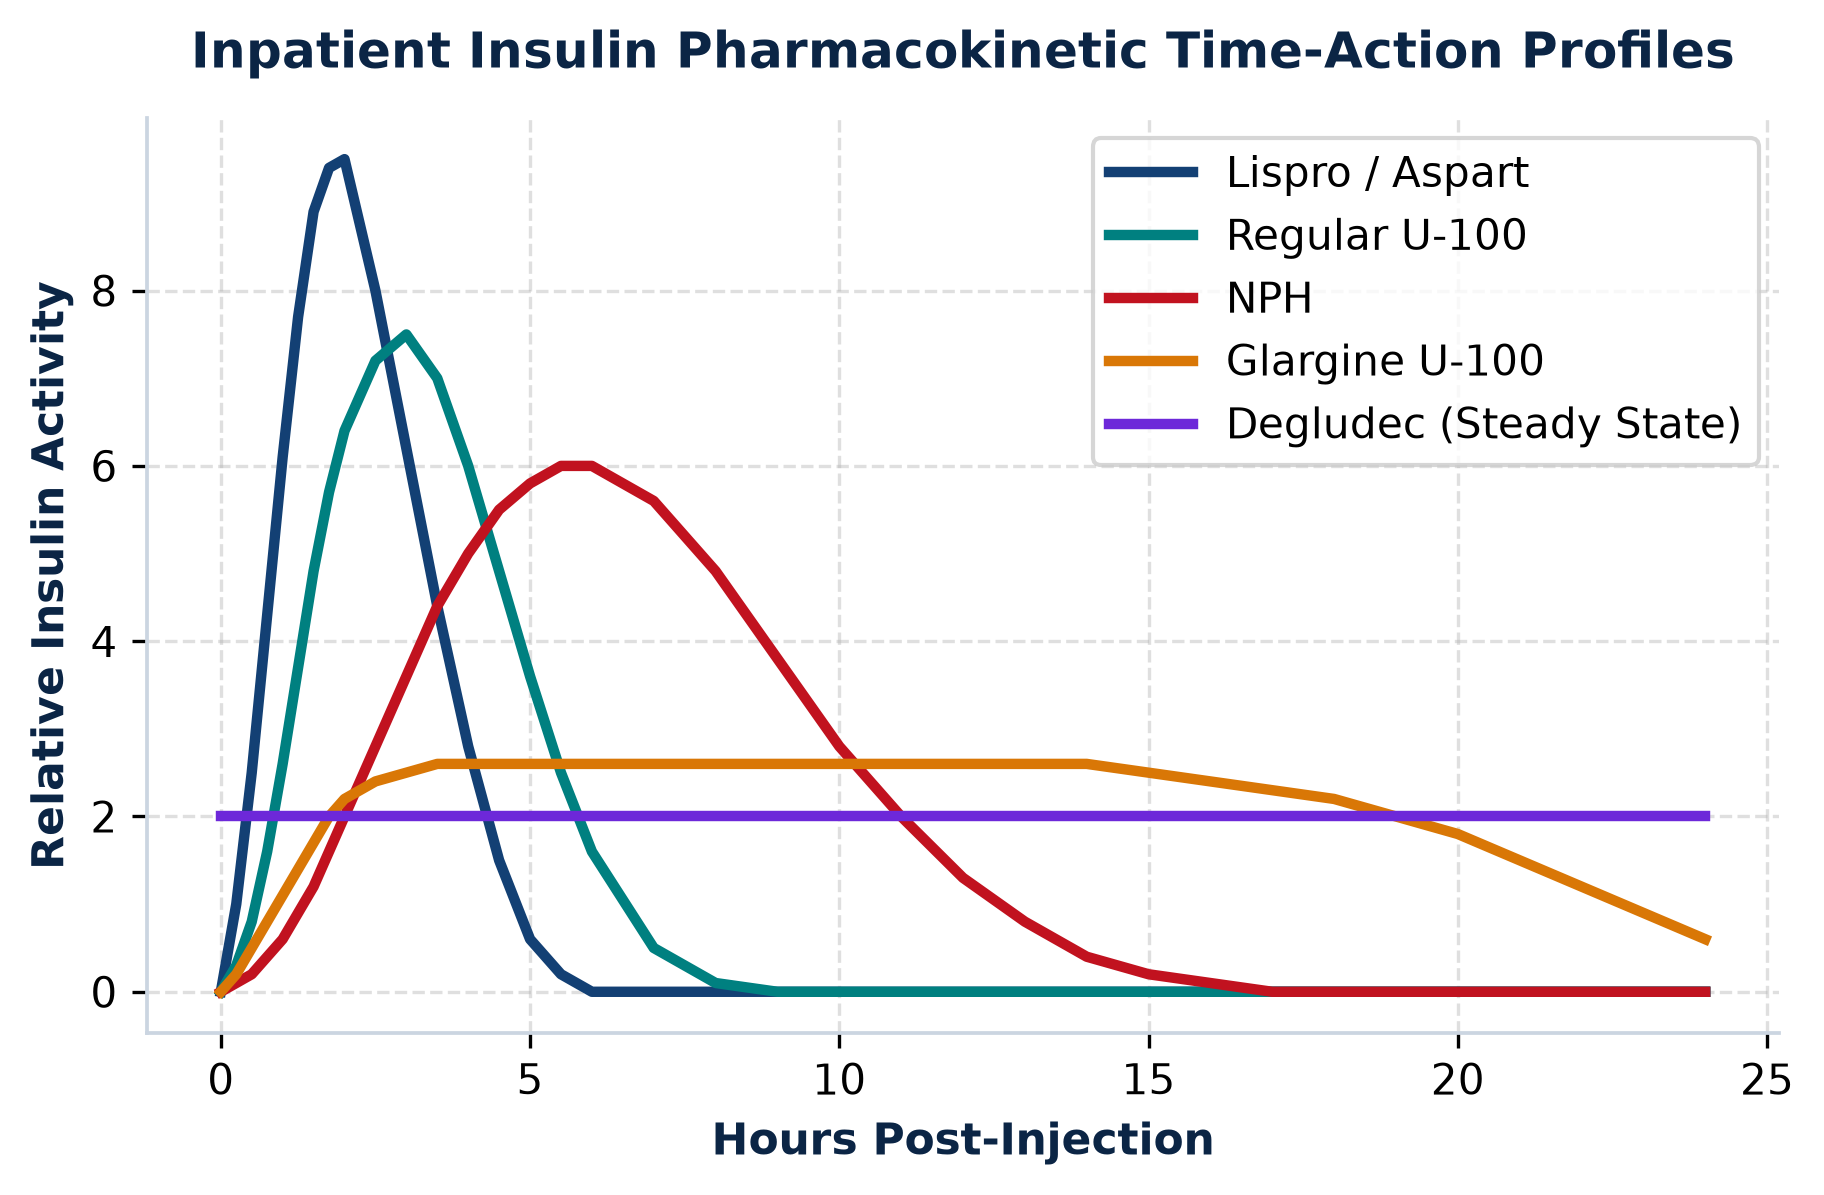 Inpatient Insulin Pharmacokinetic Time-Action Profiles
Lispro / Aspart
Regular U-100
NPH
Glargine U-100
Degludec (Steady State)
Relative Insulin Activity
8
6
4
2
0
0 5 10 15 20 25
Hours Post-Injection